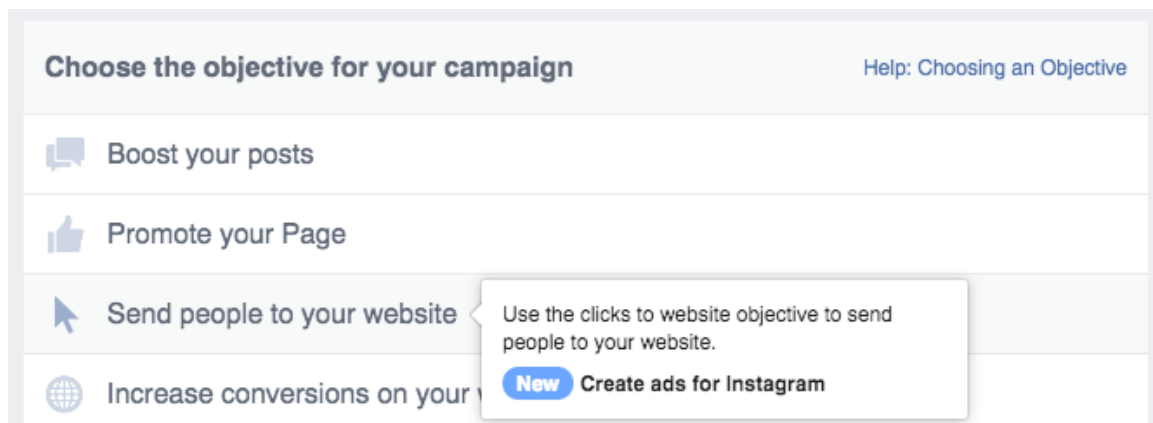 Choose the objective for your campaign
Help: Choosing an Objective
Boost your posts
Promote your Page
Send people to your website
Use the clicks to website objective to send
people to your website.
New Create ads for Instagram
Increase conversions on your